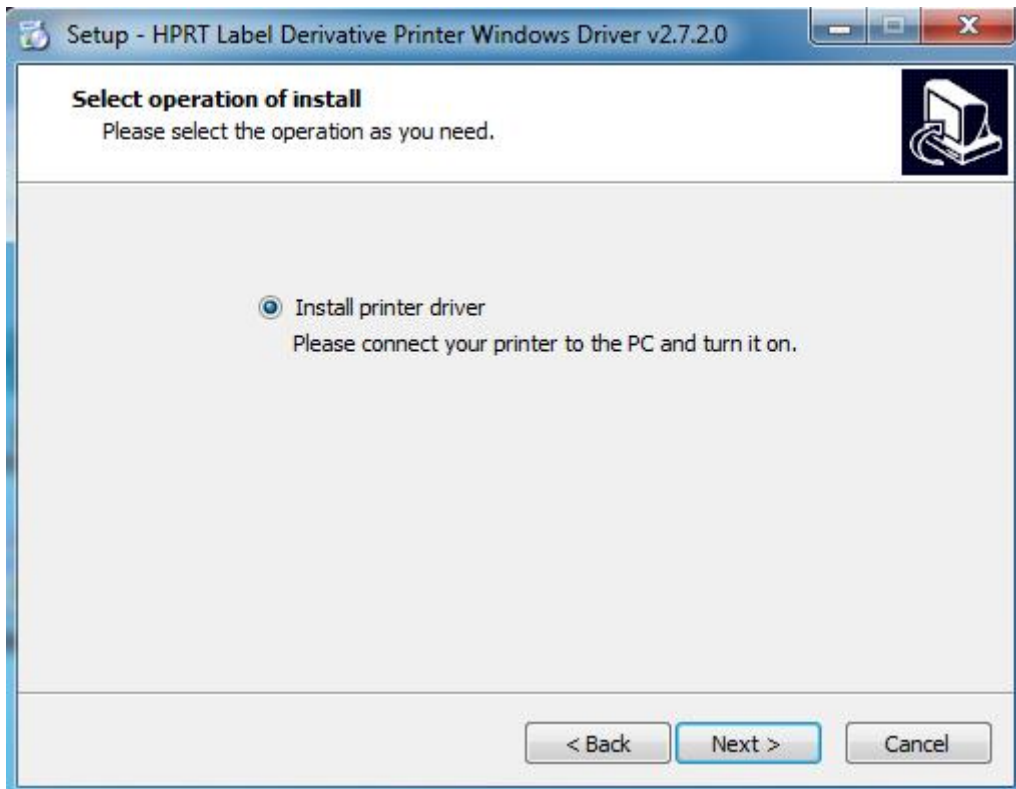 Setup - HPRT Label Derivative Printer Windows Driver v2.7.2.0
Select operation of install
Please select the operation as you need.
Install printer driver
Please connect your printer to the PC and turn it on.
< Back
Next >
Cancel